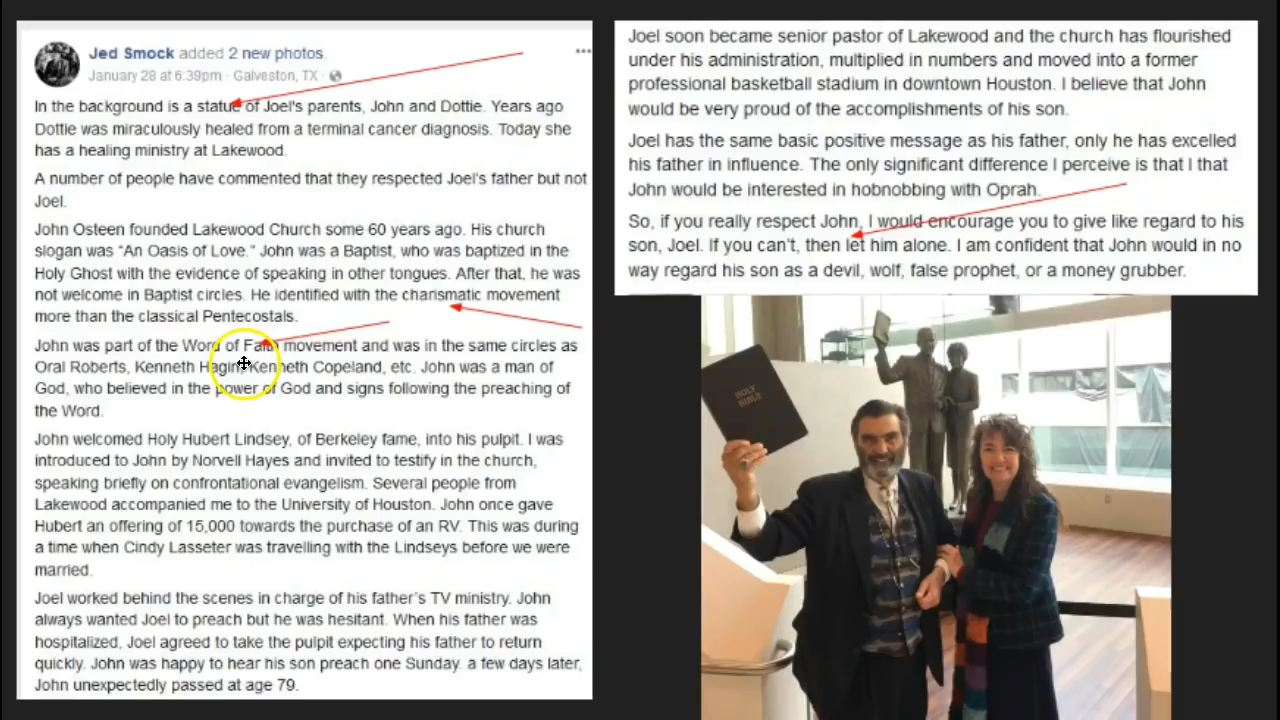 Jed Smock added 2 new photos.
January 28 at 6:39pm · Galveston, TX ·
In the background is a statue of Joel's parents, John and Dottie. Years ago
Dottie was miraculously healed from a terminal cancer diagnosis. Today she
has a healing ministry at Lakewood.
A number of people have commented that they respected Joel's father but not
Joel.
John Osteen founded Lakewood Church some 60 years ago. His church
slogan was “An Oasis of Love.” John was a Baptist, who was baptized in the
Holy Ghost with the evidence of speaking in other tongues. After that, he was
not welcome in Baptist circles. He identified with the charismatic movement
more than the classical Pentecostals.
John was part of the Word of Faith movement and was in the same circles as
Oral Roberts, Kenneth Hagin, Kenneth Copeland, etc. John was a man of
God, who believed in the power of God and signs following the preaching of
the Word.
John welcomed Holy Hubert Lindsey, of Berkeley fame, into his pulpit. I was
introduced to John by Norvell Hayes and invited to testify in the church,
speaking briefly on confrontational evangelism. Several people from
Lakewood accompanied me to the University of Houston. John once gave
Hubert an offering of 15,000 towards the purchase of an RV. This was during
a time when Cindy Lasseter was travelling with the Lindseys before we were
married.
Joel worked behind the scenes in charge of his father's TV ministry. John
always wanted Joel to preach but he was hesitant. When his father was
hospitalized, Joel agreed to take the pulpit expecting his father to return
quickly. John was happy to hear his son preach one Sunday. a few days later,
John unexpectedly passed at age 79.
Joel soon became senior pastor of Lakewood and the church has flourished
under his administration, multiplied in numbers and moved into a former
professional basketball stadium in downtown Houston. I believe that John
would be very proud of the accomplishments of his son.
Joel has the same basic positive message as his father, only he has excelled
his father in influence. The only significant difference I perceive is that I that
John would be interested in hobnobbing with Oprah.
So, if you really respect John, I would encourage you to give like regard to his
son, Joel. If you can't, then let him alone. I am confident that John would in no
way regard his son as a devil, wolf, false prophet, or a money grubber.
HOLY
BIBLE